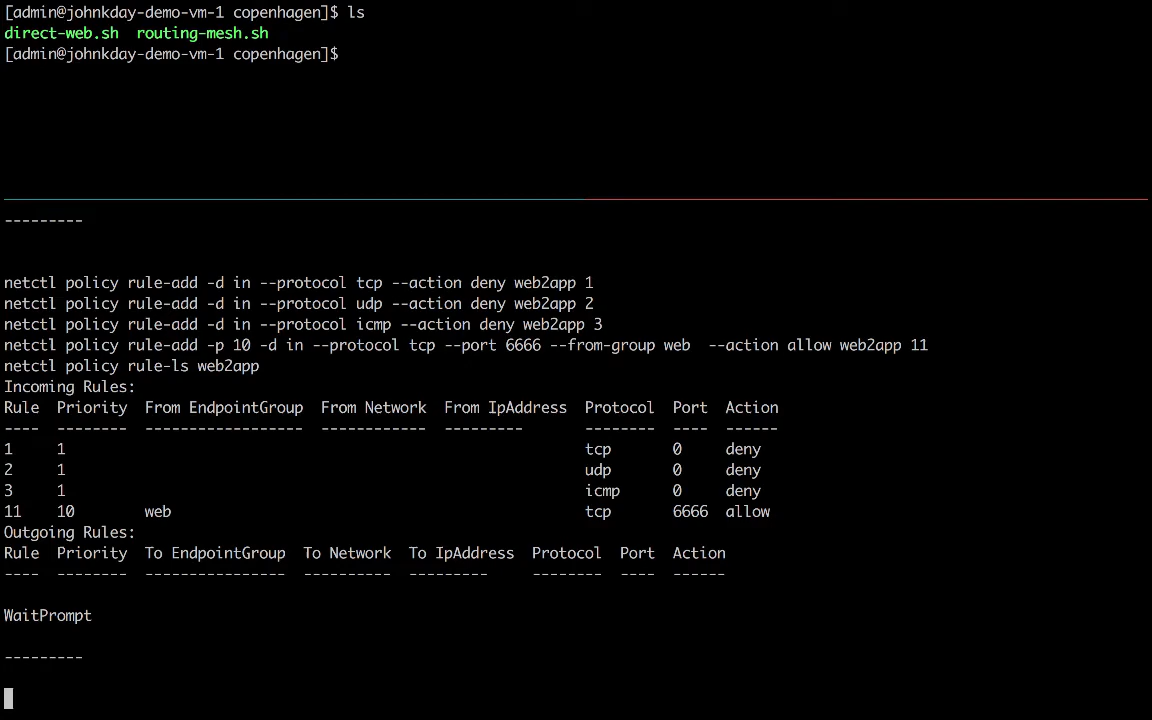 [admin@johnkday-demo-vm-1 copenhagen]$ ls
direct-web.sh  routing-mesh.sh
[admin@johnkday-demo-vm-1 copenhagen]$
---------
netctl policy rule-add -d in --protocol tcp --action deny web2app 1
netctl policy rule-add -d in --protocol udp --action deny web2app 2
netctl policy rule-add -d in --protocol icmp --action deny web2app 3
netctl policy rule-add -p 10 -d in --protocol tcp --port 6666 --from-group web  --action allow web2app 11
netctl policy rule-ls web2app
Incoming Rules:
Rule  Priority  From EndpointGroup  From Network  From IpAddress  Protocol  Port  Action
----  --------  ------------------  ------------  ---------       --------  ----  ------
1     1                                                           tcp       0     deny
2     1                                                           udp       0     deny
3     1                                                           icmp      0     deny
11    10        web                                               tcp       6666  allow
Outgoing Rules:
Rule  Priority  To EndpointGroup  To Network  To IpAddress  Protocol  Port  Action
----  --------  ----------------  ----------  ---------     --------  ----  ------
WaitPrompt
---------